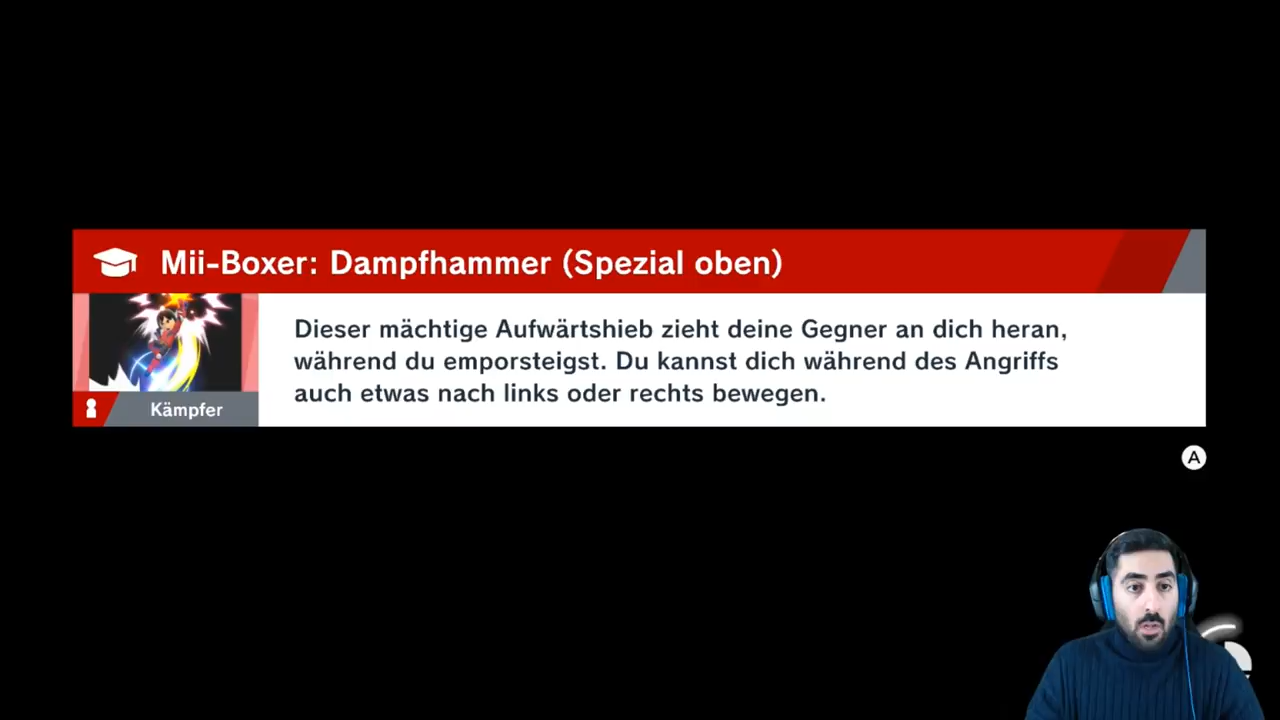 Mii-Boxer: Dampfhammer (Spezial oben)
Dieser mächtige Aufwärtshieb zieht deine Gegner an dich heran,
während du emporsteigst. Du kannst dich während des Angriffs
auch etwas nach links oder rechts bewegen.
Kämpfer
A